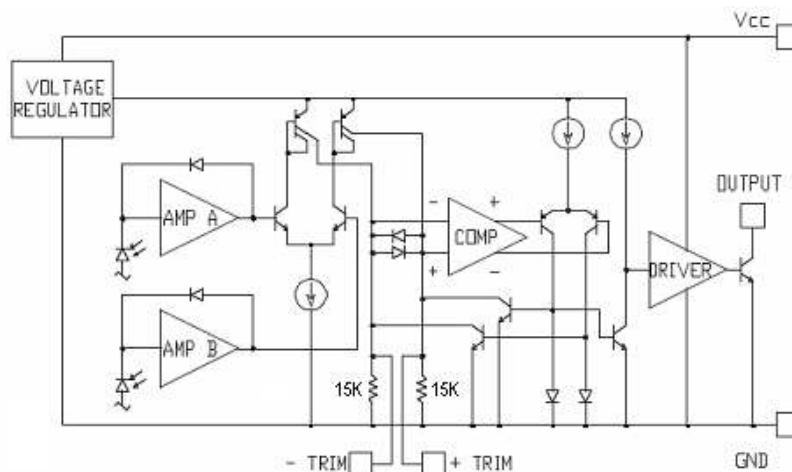 Vcc
VOLTAGE
REGULATOR
OUTPUT
AMP A
-
+
COMP
+
-
DRIVER
AMP B
15K
15K
- TRIM
+ TRIM
GND